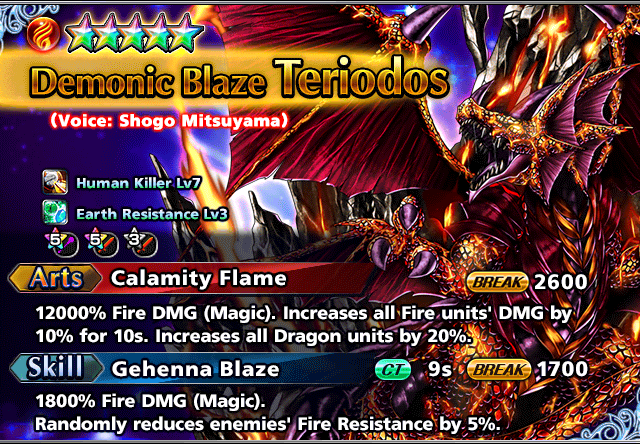 Demonic Blaze Teriodos
(Voice: Shogo Mitsuyama)
Human Killer Lv7
Earth Resistance Lv3
5 5 3
Arts Calamity Flame BREAK 2600
12000% Fire DMG (Magic). Increases all Fire units' DMG by
10% for 10s. Increases all Dragon units by 20%.
Skill Gehenna Blaze CT 9s BREAK 1700
1800% Fire DMG (Magic).
Randomly reduces enemies' Fire Resistance by 5%.